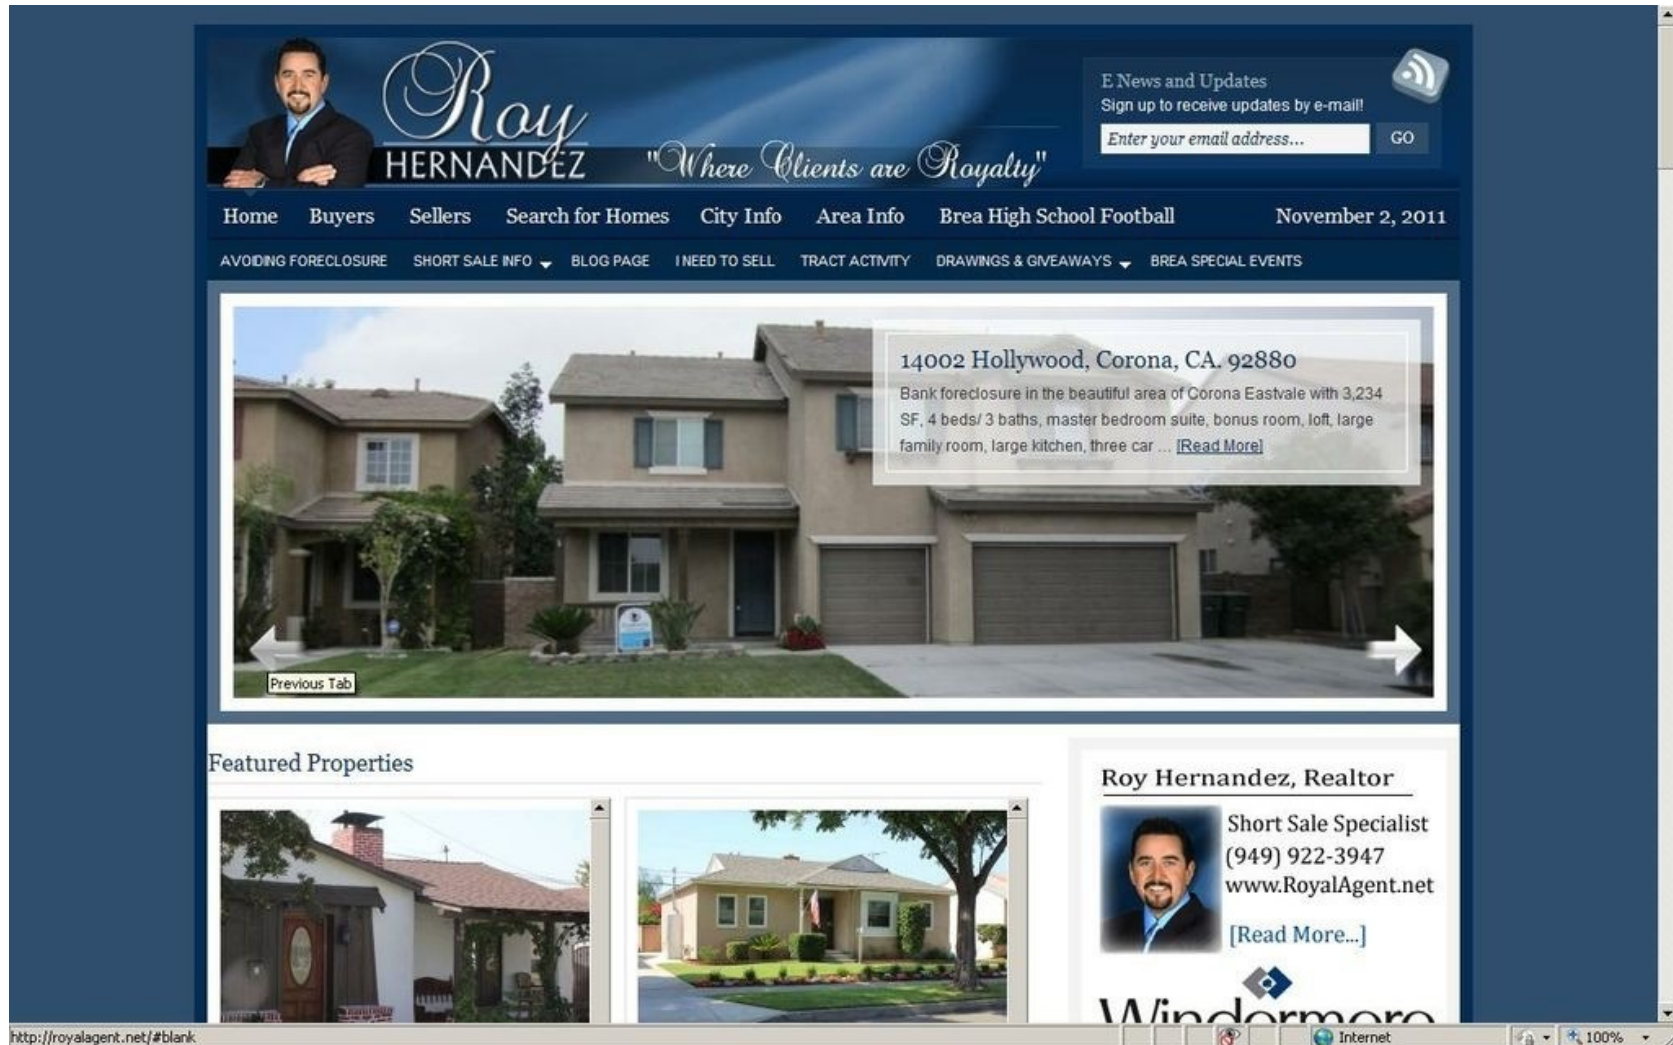 Roy
HERNANDEZ
"Where Clients are Royalty"
E News and Updates
Sign up to receive updates by e-mail!
Enter your email address...
GO
Home Buyers Sellers Search for Homes City Info Area Info Brea High School Football November 2, 2011
AVOIDING FORECLOSURE SHORT SALE INFO BLOG PAGE I NEED TO SELL TRACT ACTIVITY DRAWINGS & GIVEAWAYS BREA SPECIAL EVENTS
14002 Hollywood, Corona, CA. 92880
Bank foreclosure in the beautiful area of Corona Eastvale with 3,234
SF, 4 beds/ 3 baths, master bedroom suite, bonus room, loft, large
family room, large kitchen, three car ... [Read More]
Previous Tab
Featured Properties
Roy Hernandez, Realtor
Short Sale Specialist
(949) 922-3947
www.RoyalAgent.net
[Read More...]
Windermere
http://royalagent.net/#blank
Internet
100%